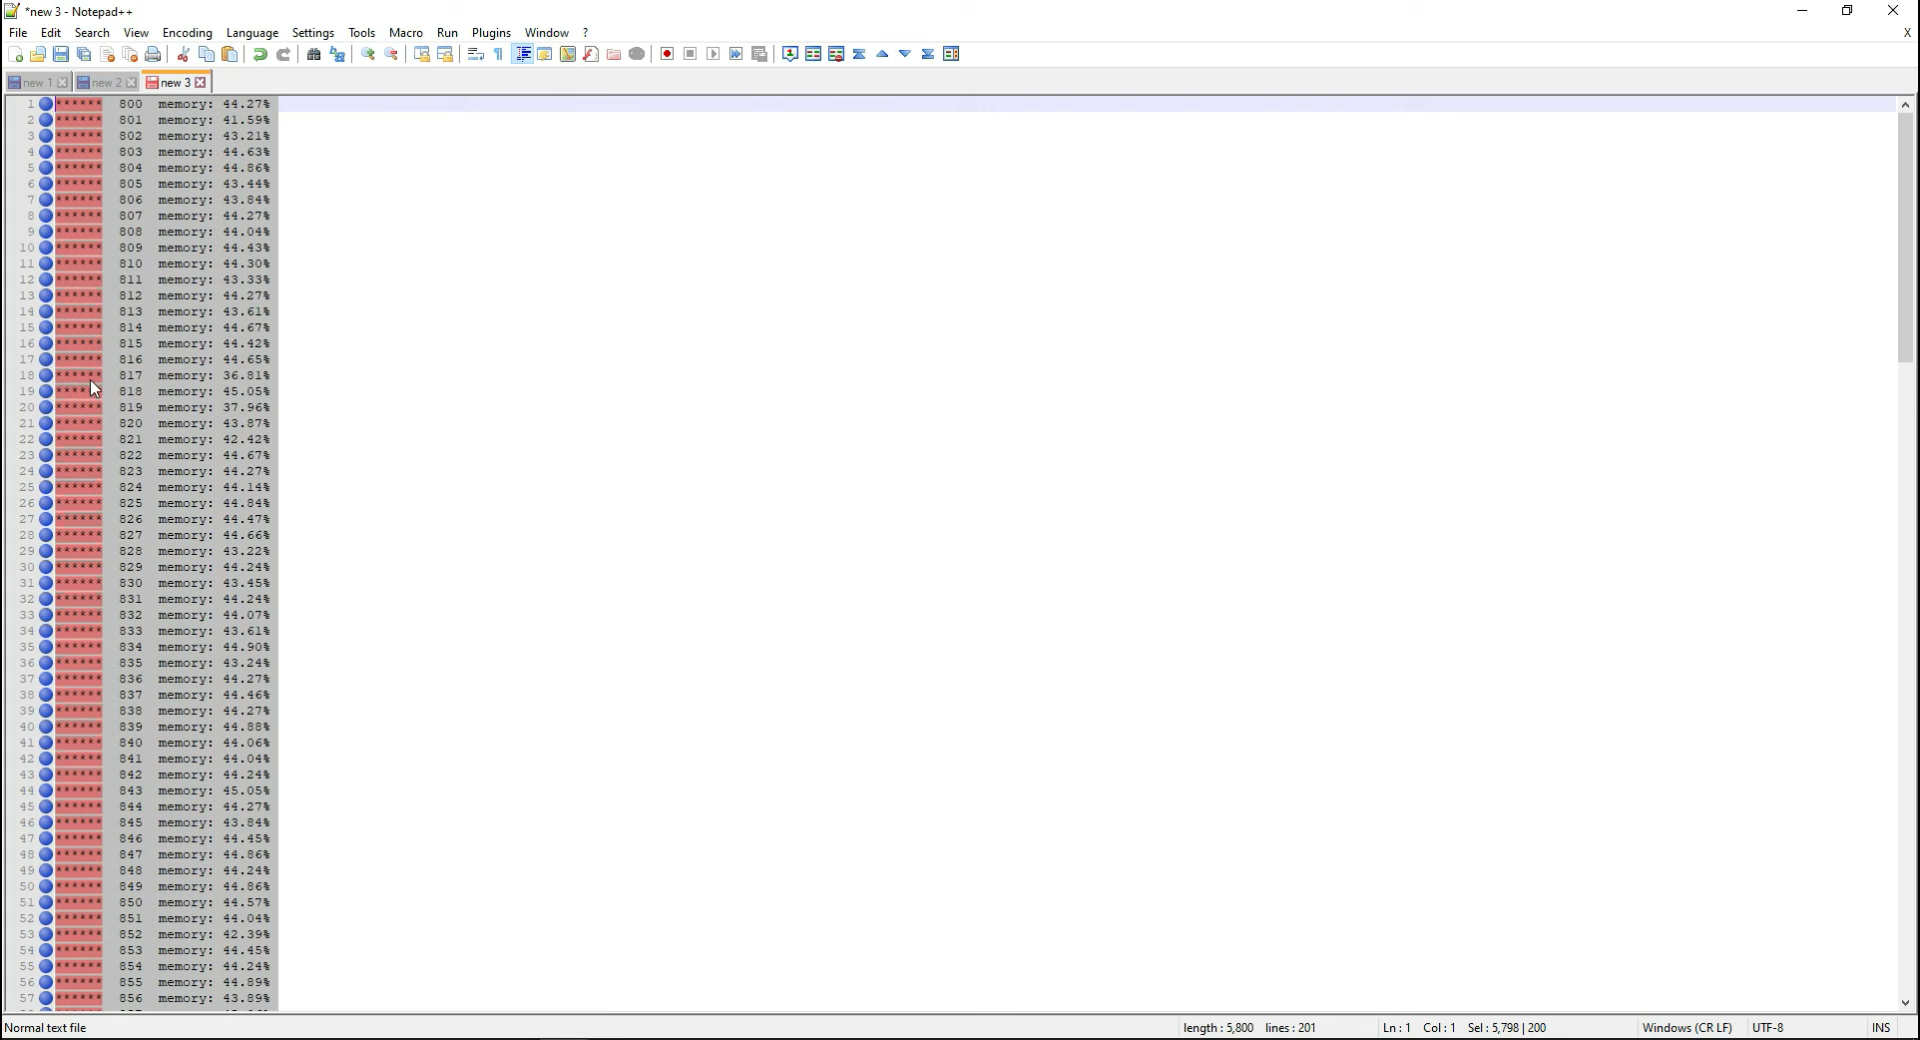 *new 3 - Notepad++
File Edit Search View Encoding Language Settings Tools Macro Run Plugins Window ? X
new 1 new 2 new 3
1 ****** 800 memory: 44.27%
2 ****** 801 memory: 41.59%
3 ****** 802 memory: 43.21%
4 ****** 803 memory: 44.63%
5 ****** 804 memory: 44.86%
6 ****** 805 memory: 43.44%
7 ****** 806 memory: 43.84%
8 ****** 807 memory: 44.27%
9 ****** 808 memory: 44.04%
10 ****** 809 memory: 44.43%
11 ****** 810 memory: 44.30%
12 ****** 811 memory: 43.33%
13 ****** 812 memory: 44.27%
14 ****** 813 memory: 43.61%
15 ****** 814 memory: 44.67%
16 ****** 815 memory: 44.42%
17 ****** 816 memory: 44.65%
18 ****** 817 memory: 36.81%
19 ****** 818 memory: 45.05%
20 ****** 819 memory: 37.96%
21 ****** 820 memory: 43.87%
22 ****** 821 memory: 42.42%
23 ****** 822 memory: 44.67%
24 ****** 823 memory: 44.27%
25 ****** 824 memory: 44.14%
26 ****** 825 memory: 44.84%
27 ****** 826 memory: 44.47%
28 ****** 827 memory: 44.66%
29 ****** 828 memory: 43.22%
30 ****** 829 memory: 44.24%
31 ****** 830 memory: 43.45%
32 ****** 831 memory: 44.24%
33 ****** 832 memory: 44.07%
34 ****** 833 memory: 43.61%
35 ****** 834 memory: 44.90%
36 ****** 835 memory: 43.24%
37 ****** 836 memory: 44.27%
38 ****** 837 memory: 44.46%
39 ****** 838 memory: 44.27%
40 ****** 839 memory: 44.88%
41 ****** 840 memory: 44.06%
42 ****** 841 memory: 44.04%
43 ****** 842 memory: 44.24%
44 ****** 843 memory: 45.05%
45 ****** 844 memory: 44.27%
46 ****** 845 memory: 43.84%
47 ****** 846 memory: 44.45%
48 ****** 847 memory: 44.86%
49 ****** 848 memory: 44.24%
50 ****** 849 memory: 44.86%
51 ****** 850 memory: 44.57%
52 ****** 851 memory: 44.04%
53 ****** 852 memory: 42.39%
54 ****** 853 memory: 44.45%
55 ****** 854 memory: 44.24%
56 ****** 855 memory: 44.89%
57 ****** 856 memory: 43.89%
Normal text file length : 5,800 lines : 201 Ln : 1 Col : 1 Sel : 5,798 | 200 Windows (CR LF) UTF-8 INS